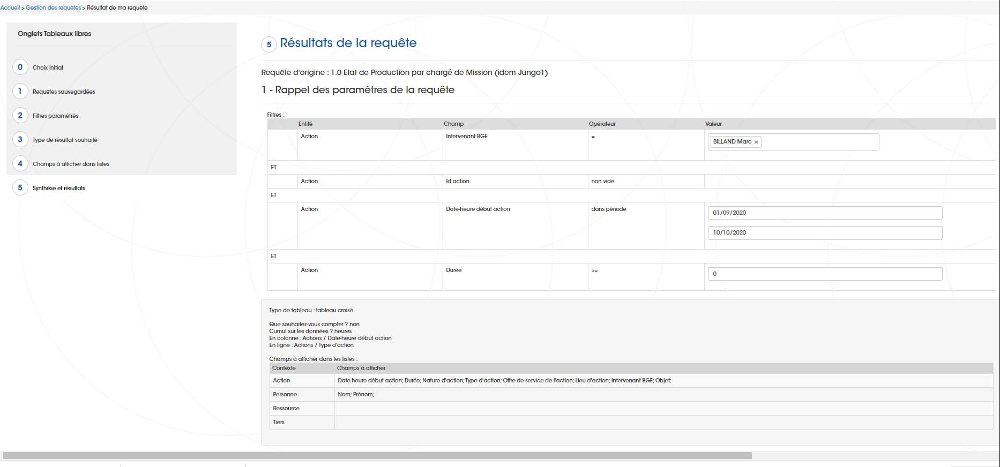 Accueil > Gestion des requêtes > Résultat de ma requête
Onglets Tableaux libres
0 Choix initial
1 Requêtes sauvegardées
2 Filtres paramétrés
3 Type de résultat souhaité
4 Champs à afficher dans listes
5 Synthèse et résultats
5 Résultats de la requête
Requête d'origine : 1.0 Etat de Production par chargé de Mission (idem Jungo1)
1 - Rappel des paramètres de la requête
Filtres :
Entité Champ Opérateur Valeur
Action Intervenant BGE = BILLAND Marc ×
ET
Action Id action non vide
ET
Action Date-heure début action dans période 01/09/2020
10/10/2020
ET
Action Durée >= 0
Type de tableau : tableau croisé
Que souhaitez-vous compter ? non
Cumul sur les données ? heures
En colonne : Actions / Date-heure début action
En ligne : Actions / Type d'action
Champs à afficher dans les listes :
Contexte Champs à afficher
Action Date-heure début action; Durée; Nature d'action; Type d'action; Offre de service de l'action; Lieu d'action; Intervenant BGE; Objet;
Personne Nom; Prénom;
Ressource
Tiers